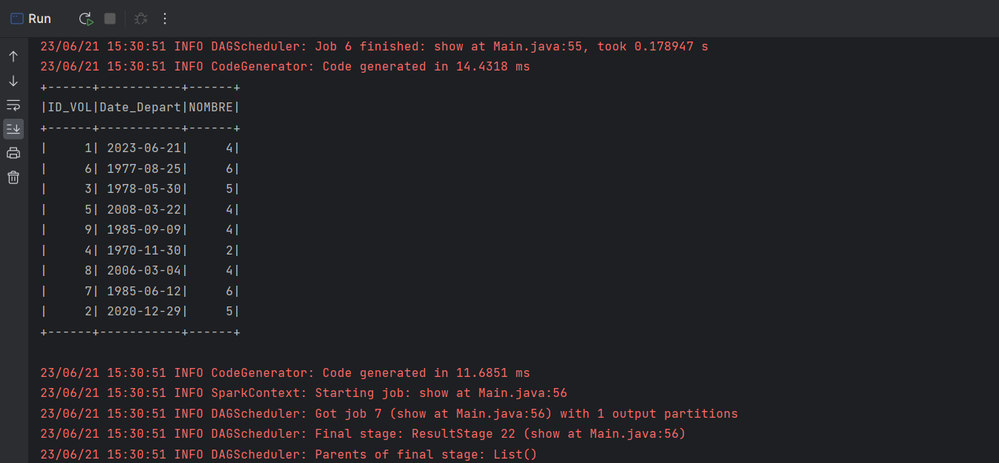 Run
23/06/21 15:30:51 INFO DAGScheduler: Job 6 finished: show at Main.java:55, took 0.178947 s
23/06/21 15:30:51 INFO CodeGenerator: Code generated in 14.4318 ms
+------+-----------+------+
|ID_VOL|Date_Depart|NOMBRE|
+------+-----------+------+
|     1| 2023-06-21|     4|
|     6| 1977-08-25|     6|
|     3| 1978-05-30|     5|
|     5| 2008-03-22|     4|
|     9| 1985-09-09|     4|
|     4| 1970-11-30|     2|
|     8| 2006-03-04|     4|
|     7| 1985-06-12|     6|
|     2| 2020-12-29|     5|
+------+-----------+------+
23/06/21 15:30:51 INFO CodeGenerator: Code generated in 11.6851 ms
23/06/21 15:30:51 INFO SparkContext: Starting job: show at Main.java:56
23/06/21 15:30:51 INFO DAGScheduler: Got job 7 (show at Main.java:56) with 1 output partitions
23/06/21 15:30:51 INFO DAGScheduler: Final stage: ResultStage 22 (show at Main.java:56)
23/06/21 15:30:51 INFO DAGScheduler: Parents of final stage: List()